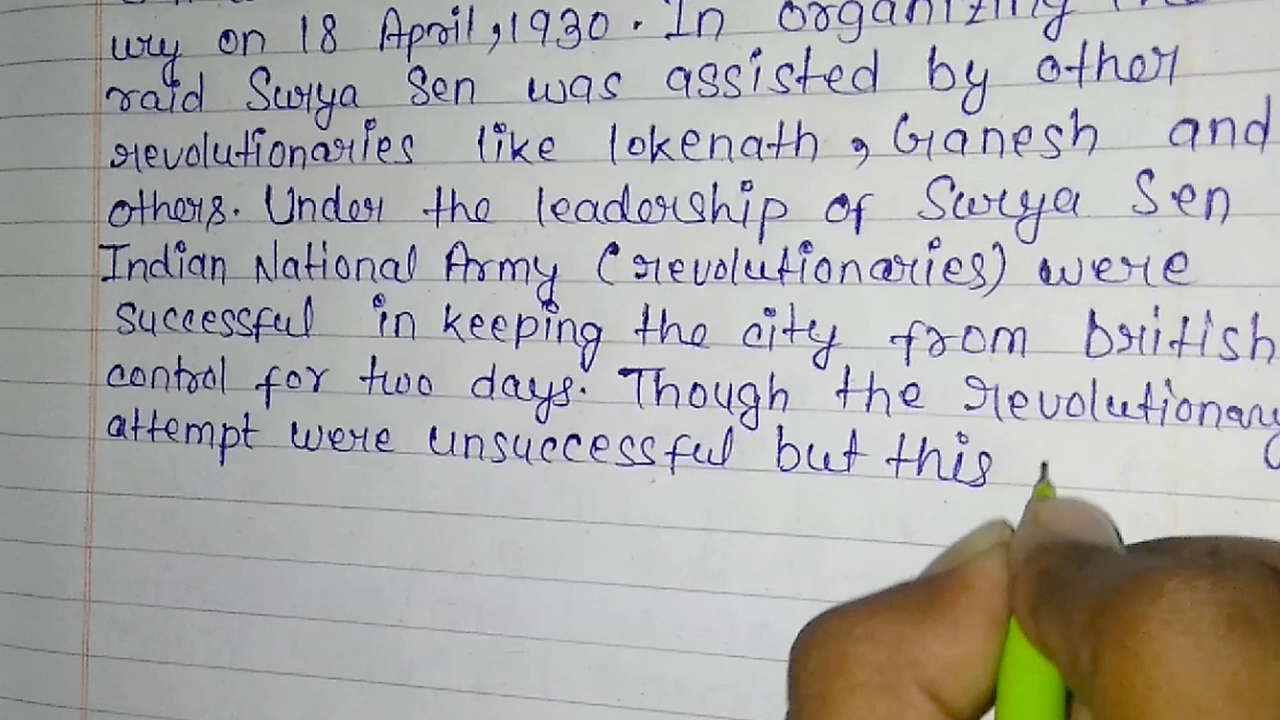 ury on 18 April, 1930. In organizing the
raid Surya Sen was assisted by other
revolutionaries like lokenath, Ganesh and
others. Under the leadership of Surya Sen
Indian National Army (revolutionaries) were
successful in keeping the city from british
control for two days. Though the revolutionary
attempt were unsuccessful but this